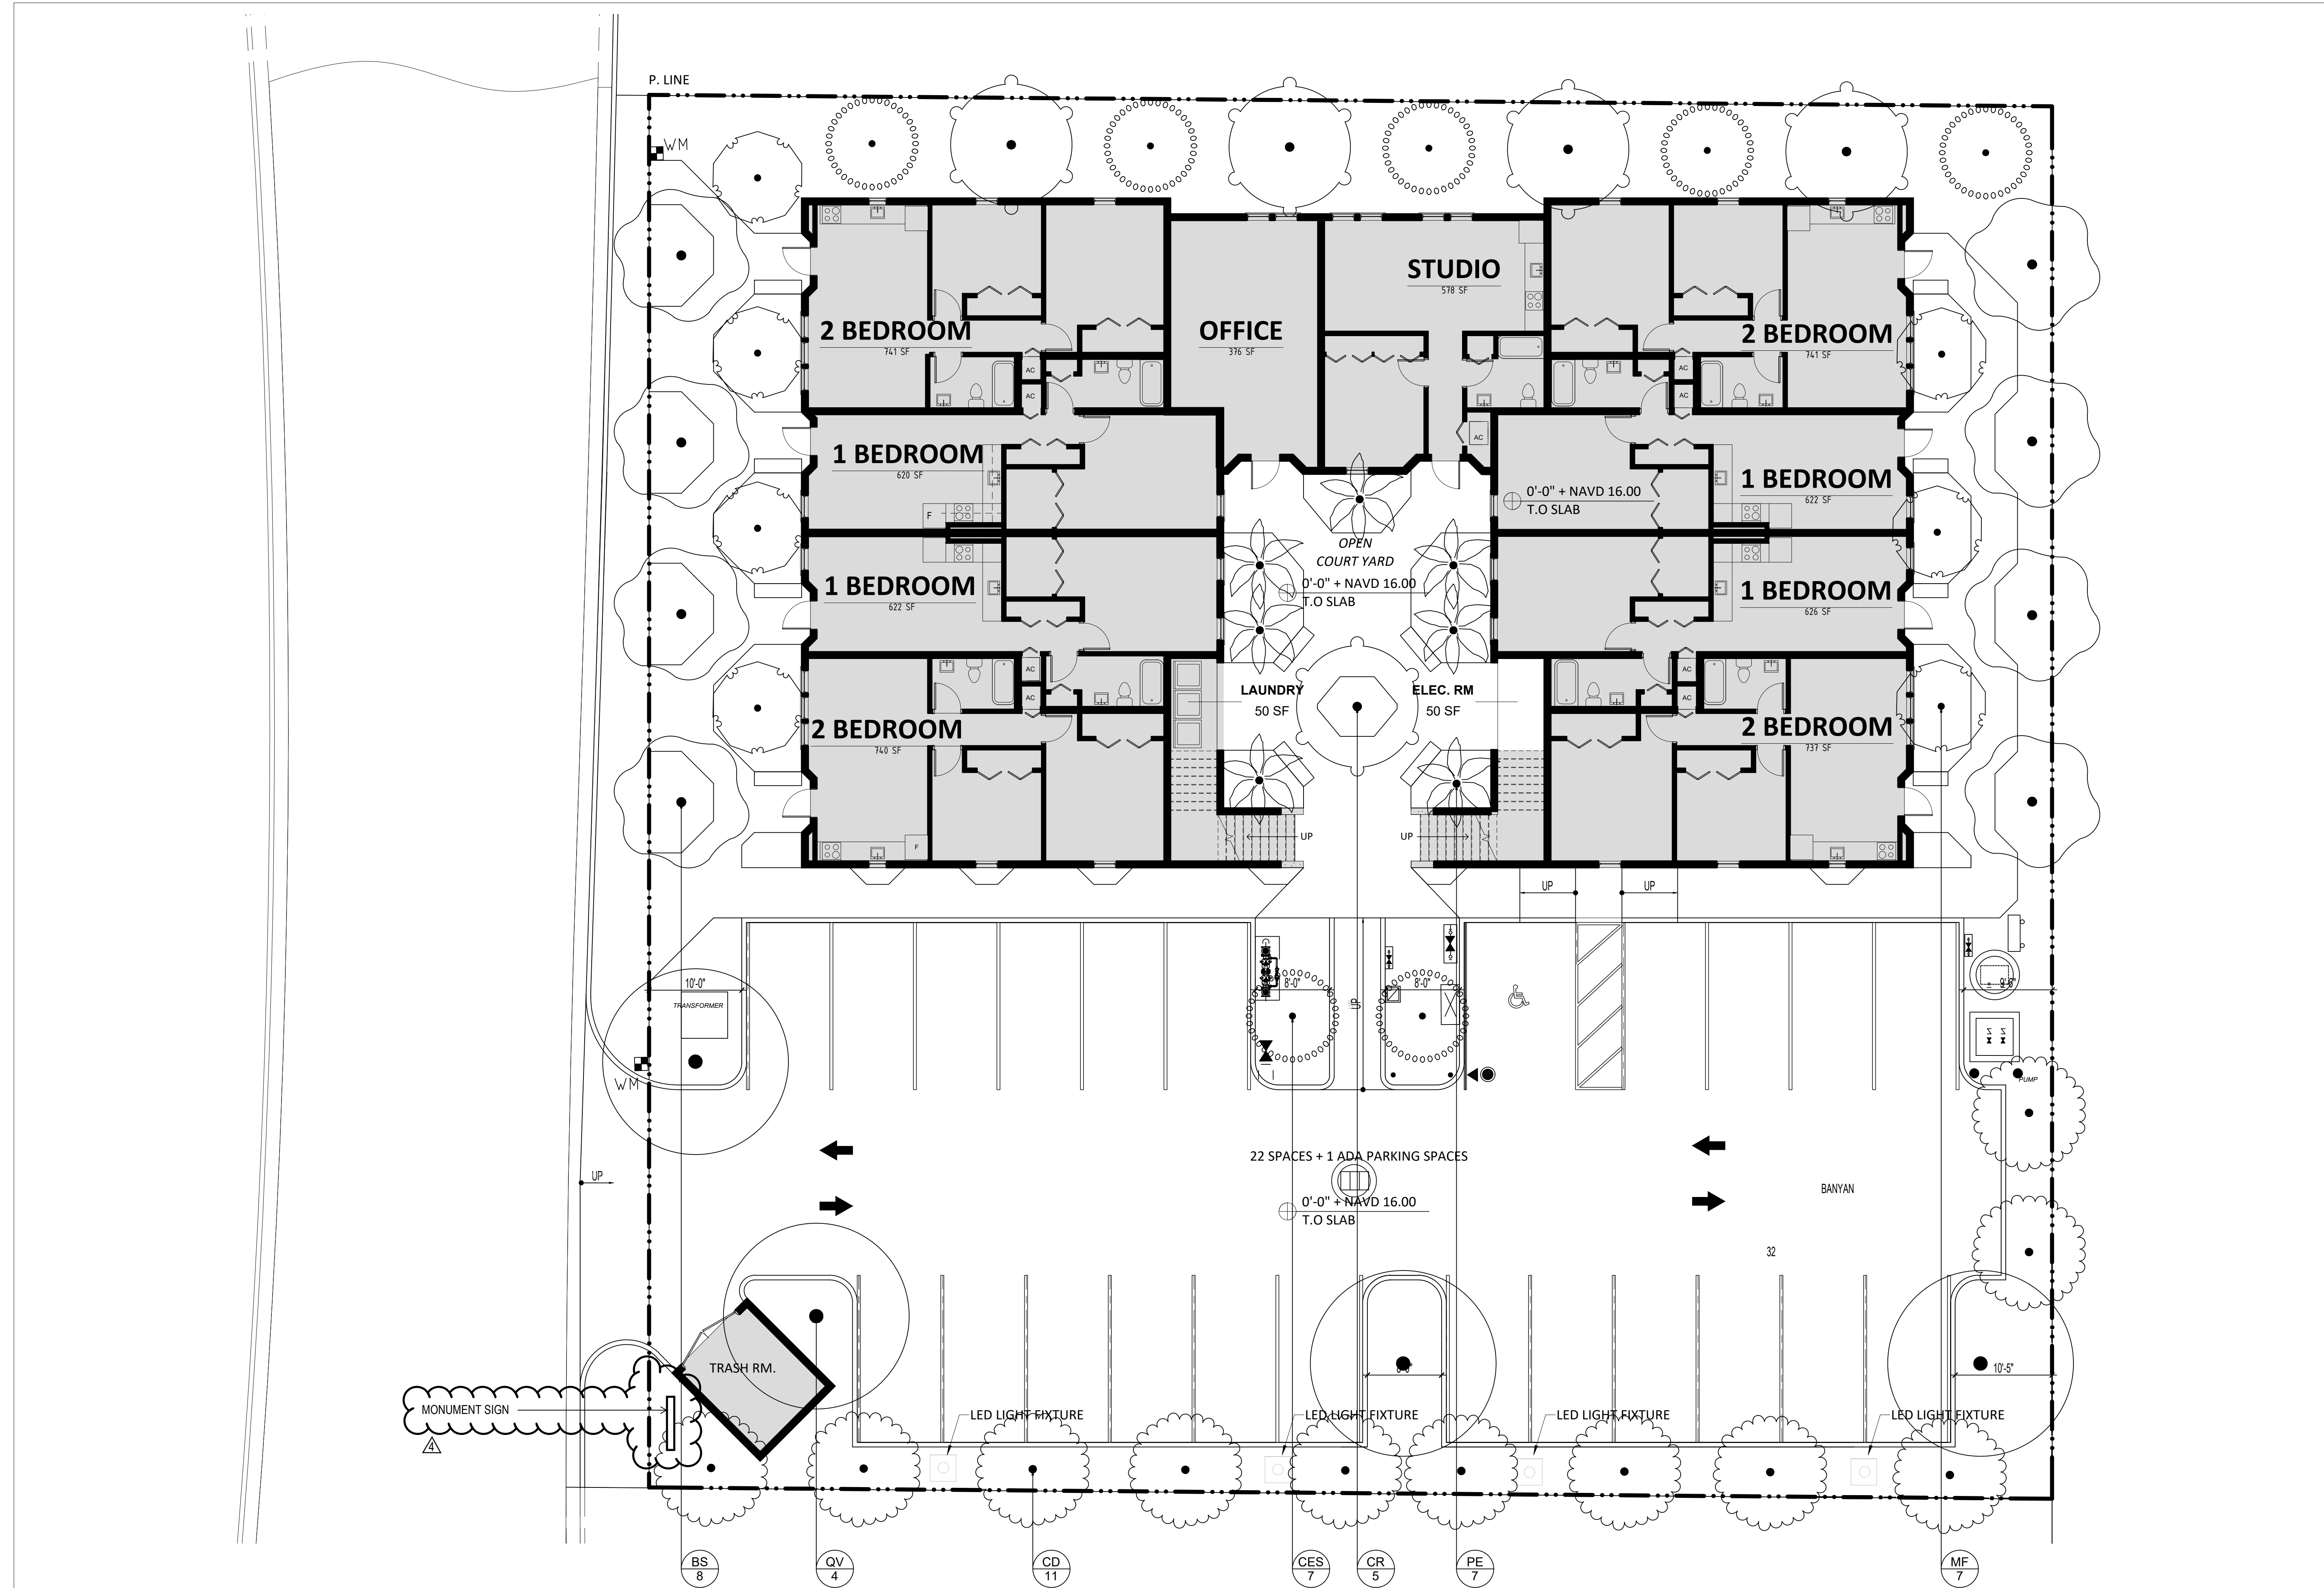 P. LINE
WM
STUDIO
578 SF
2 BEDROOM
741 SF
OFFICE
376 SF
2 BEDROOM
741 SF
AC
AC
AC
AC
AC
1 BEDROOM
620 SF
F
1 BEDROOM
622 SF
0'-0" + NAVD 16.00
T.O SLAB
OPEN
COURT YARD
0'-0" + NAVD 16.00
T.O SLAB
1 BEDROOM
622 SF
1 BEDROOM
626 SF
AC
AC
AC
AC
LAUNDRY
50 SF
ELEC. RM
50 SF
2 BEDROOM
740 SF
2 BEDROOM
737 SF
F
UP
UP
UP
UP
10'-0"
TRANSFORMER
8'-0"
UP
8'-0"
WM
PUMP
22 SPACES + 1 ADA PARKING SPACES
UP
0'-0" + NAVD 16.00
T.O SLAB
BANYAN
32
TRASH RM.
10'-5"
MONUMENT SIGN
4
LED LIGHT FIXTURE
LED LIGHT FIXTURE
LED LIGHT FIXTURE
LED LIGHT FIXTURE
BS
8
QV
4
CD
11
CES
7
CR
5
PE
7
MF
7